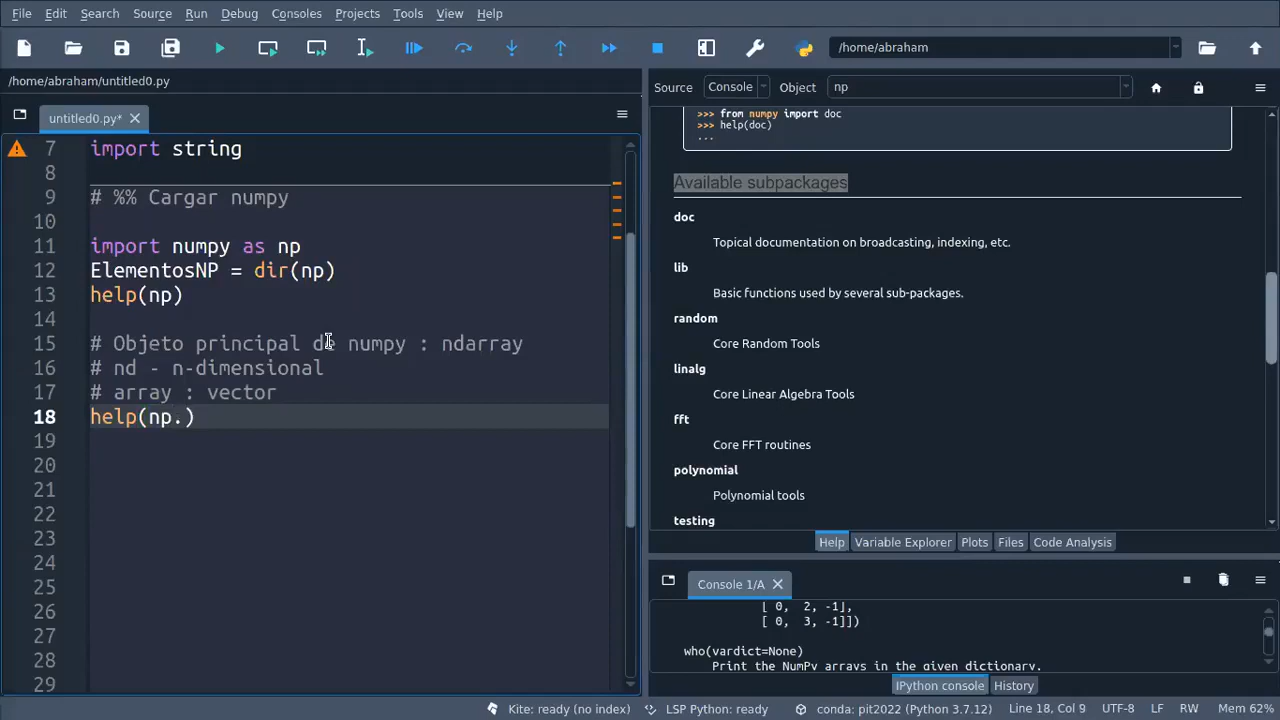 File Edit Search Source Run Debug Consoles Projects Tools View Help
/home/abraham
/home/abraham/untitled0.py
untitled0.py*
7 import string
8
9 # %% Cargar numpy
10
11 import numpy as np
12 ElementosNP = dir(np)
13 help(np)
14
15 # Objeto principal de numpy : ndarray
16 # nd - n-dimensional
17 # array : vector
18 help(np.)
19
20
21
22
23
24
25
26
27
28
29
Source Console Object np
>>> from numpy import doc
>>> help(doc)
...
Available subpackages
doc
Topical documentation on broadcasting, indexing, etc.
lib
Basic functions used by several sub-packages.
random
Core Random Tools
linalg
Core Linear Algebra Tools
fft
Core FFT routines
polynomial
Polynomial tools
testing
Help Variable Explorer Plots Files Code Analysis
Console 1/A
[ 0, 2, -1],
[ 0, 3, -1]])
who(vardict=None)
Print the NumPy arrays in the given dictionary.
IPython console History
Kite: ready (no index) LSP Python: ready conda: pit2022 (Python 3.7.12) Line 18, Col 9 UTF-8 LF RW Mem 62%